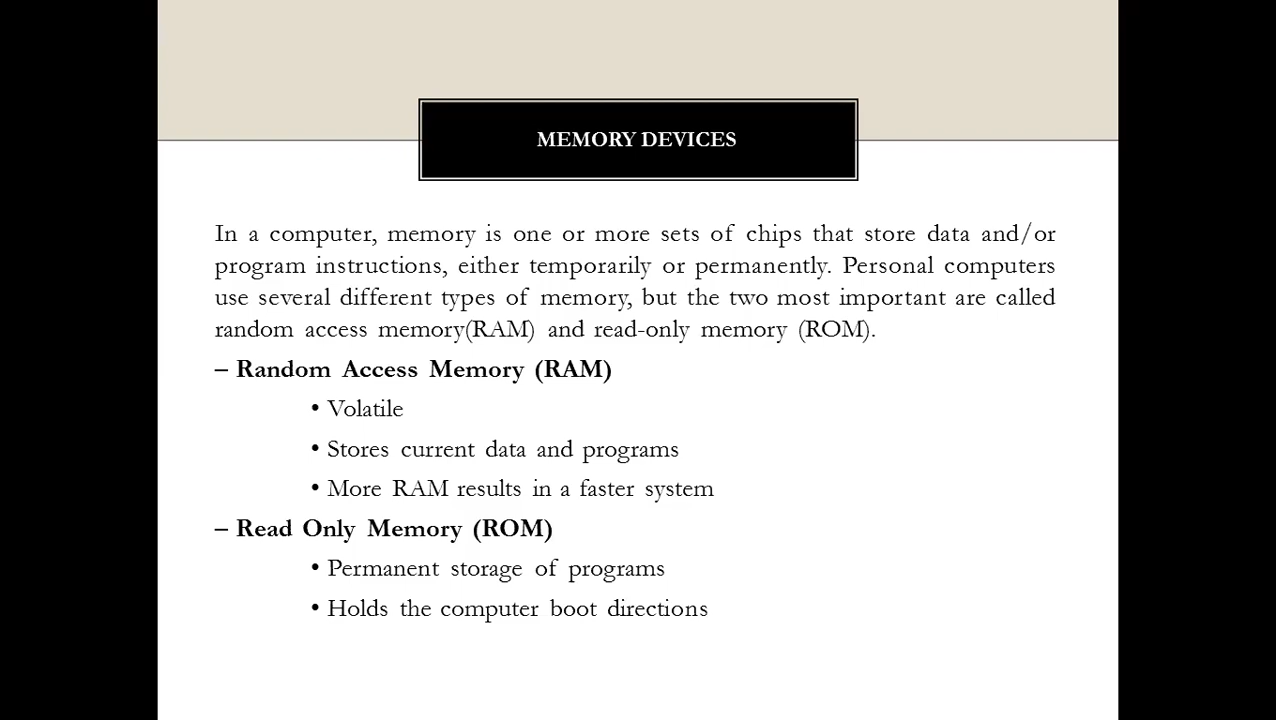 MEMORY DEVICES
In a computer, memory is one or more sets of chips that store data and/or
program instructions, either temporarily or permanently. Personal computers
use several different types of memory, but the two most important are called
random access memory(RAM) and read-only memory (ROM).
– Random Access Memory (RAM)
• Volatile
• Stores current data and programs
• More RAM results in a faster system
– Read Only Memory (ROM)
• Permanent storage of programs
• Holds the computer boot directions